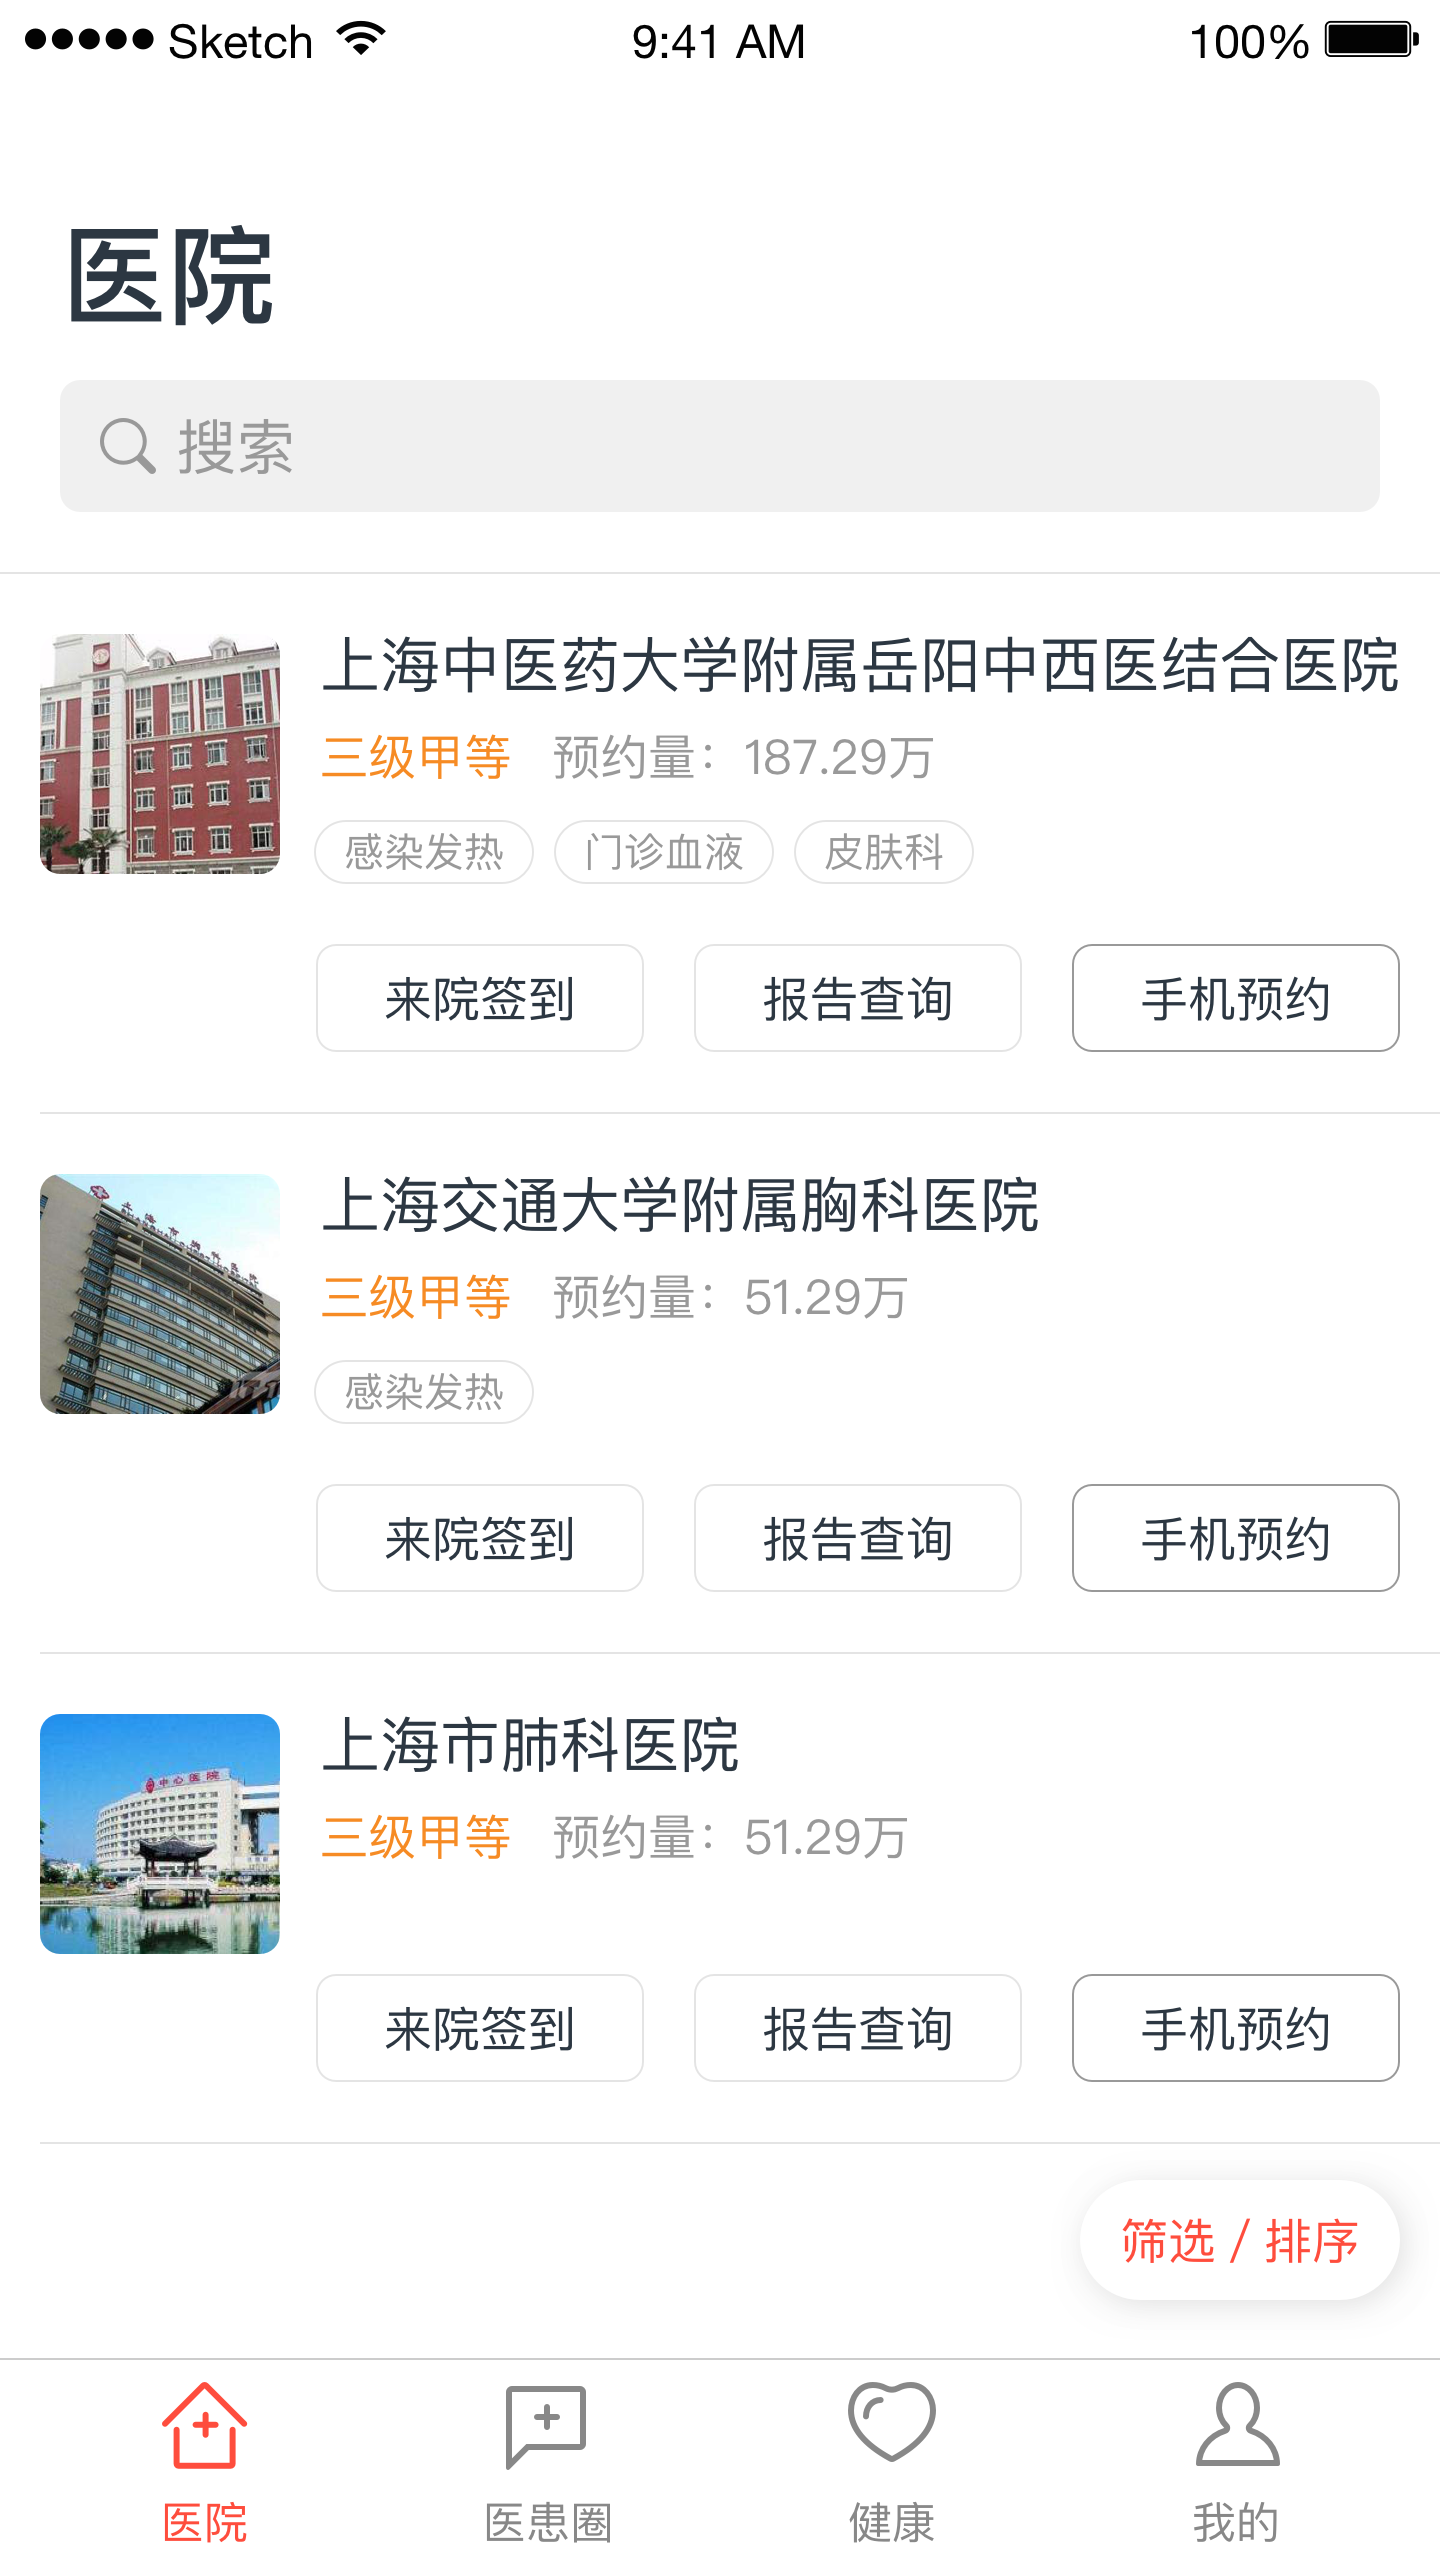 Sketch 9:41 AM 100%
医院
搜索
上海中医药大学附属岳阳中西医结合医院
三级甲等 预约量：187.29万
感染发热 门诊血液 皮肤科
来院签到 报告查询 手机预约
上海交通大学附属胸科医院
三级甲等 预约量：51.29万
感染发热
来院签到 报告查询 手机预约
中心医院
上海市肺科医院
三级甲等 预约量：51.29万
来院签到 报告查询 手机预约
筛选 / 排序
医院 医患圈 健康 我的